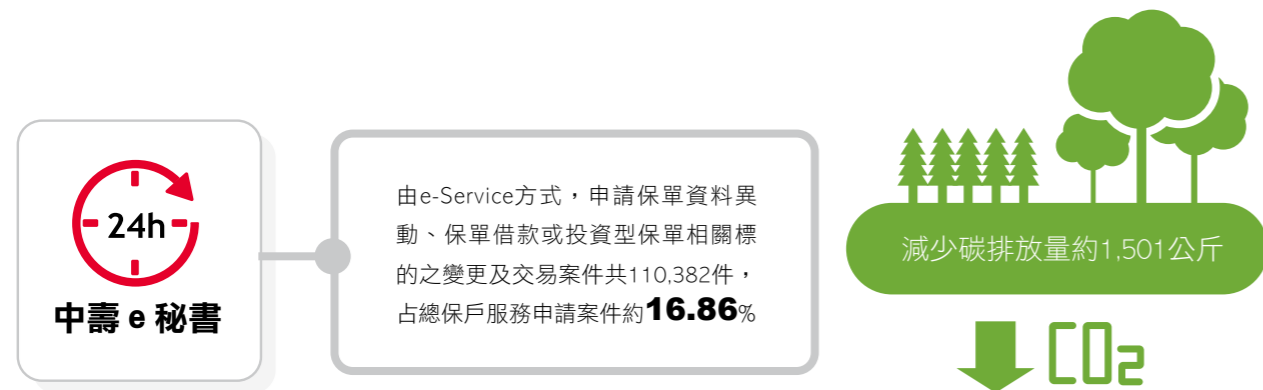 24h
中壽 e 秘書
由e-Service方式，申請保單資料異
動、保單借款或投資型保單相關標
的之變更及交易案件共110,382件，
占總保戶服務申請案件約16.86%
減少碳排放量約1,501公斤
CO2